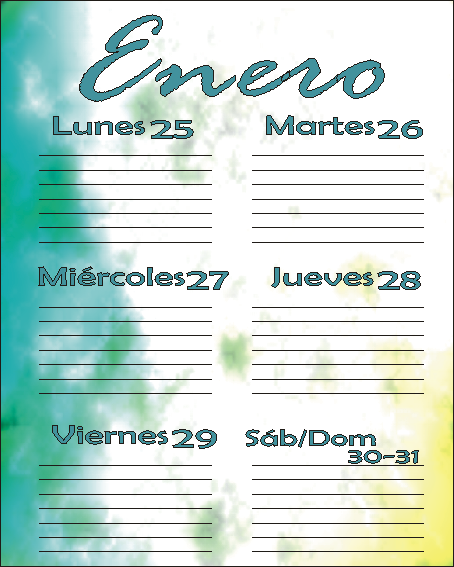 Enero
Lunes 25
Martes 26
Miércoles 27
Jueves 28
Viernes 29
Sáb/Dom
30-31